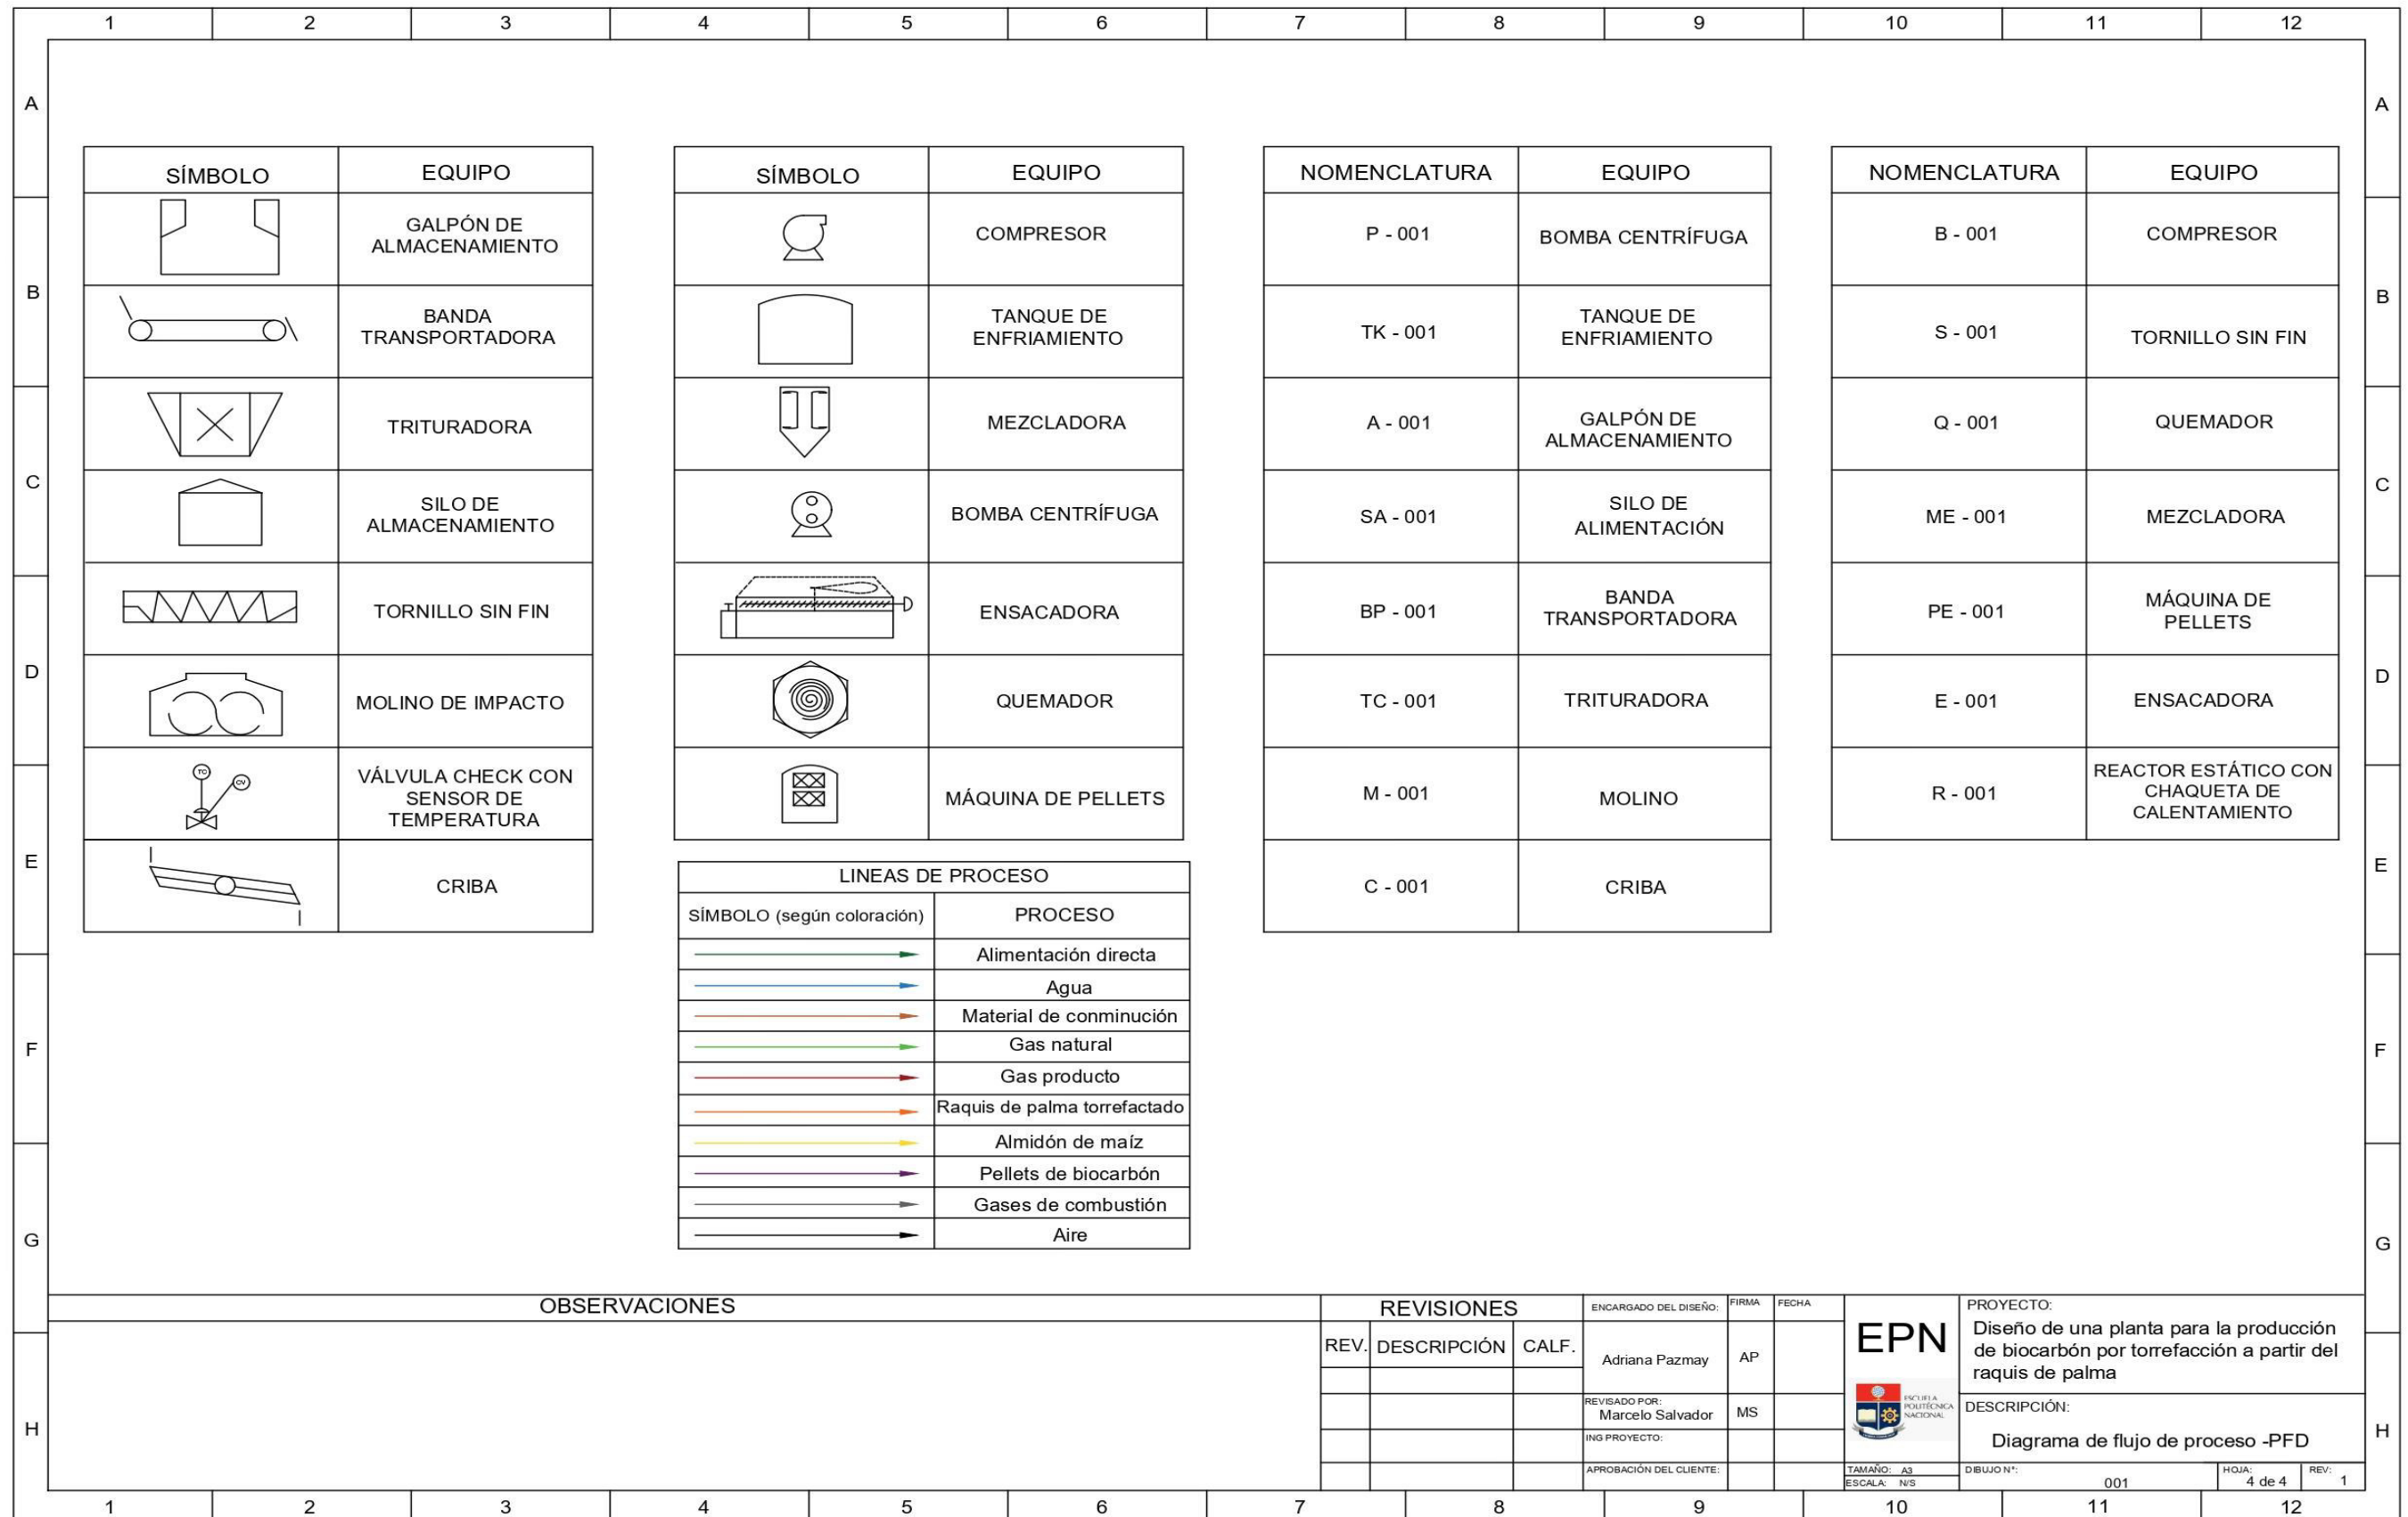 1 2 3 4 5 6 7 8 9 10 11 12
A A
B B
C C
D D
E E
F F
G G
H H
SÍMBOLO EQUIPO
GALPÓN DE
ALMACENAMIENTO
BANDA
TRANSPORTADORA
TRITURADORA
SILO DE
ALMACENAMIENTO
TORNILLO SIN FIN
MOLINO DE IMPACTO
TC CV
VÁLVULA CHECK CON
SENSOR DE
TEMPERATURA
CRIBA
SÍMBOLO EQUIPO
COMPRESOR
TANQUE DE
ENFRIAMIENTO
MEZCLADORA
BOMBA CENTRÍFUGA
ENSACADORA
QUEMADOR
MÁQUINA DE PELLETS
LINEAS DE PROCESO
SÍMBOLO (según coloración) PROCESO
Alimentación directa
Agua
Material de conminución
Gas natural
Gas producto
Raquis de palma torrefactado
Almidón de maíz
Pellets de biocarbón
Gases de combustión
Aire
NOMENCLATURA EQUIPO
P - 001 BOMBA CENTRÍFUGA
TK - 001 TANQUE DE
ENFRIAMIENTO
A - 001 GALPÓN DE
ALMACENAMIENTO
SA - 001 SILO DE
ALIMENTACIÓN
BP - 001 BANDA
TRANSPORTADORA
TC - 001 TRITURADORA
M - 001 MOLINO
C - 001 CRIBA
NOMENCLATURA EQUIPO
B - 001 COMPRESOR
S - 001 TORNILLO SIN FIN
Q - 001 QUEMADOR
ME - 001 MEZCLADORA
PE - 001 MÁQUINA DE
PELLETS
E - 001 ENSACADORA
R - 001 REACTOR ESTÁTICO CON
CHAQUETA DE
CALENTAMIENTO
OBSERVACIONES
REVISIONES
REV. DESCRIPCIÓN CALF.
ENCARGADO DEL DISEÑO: FIRMA FECHA
Adriana Pazmay AP
REVISADO POR:
Marcelo Salvador MS
ING PROYECTO:
APROBACIÓN DEL CLIENTE:
EPN
ESCUELA
POLITÉCNICA
NACIONAL
TAMAÑO: A3
ESCALA: N/S
PROYECTO:
Diseño de una planta para la producción
de biocarbón por torrefacción a partir del
raquis de palma
DESCRIPCIÓN:
Diagrama de flujo de proceso -PFD
DIBUJO N°: 001
HOJA: 4 de 4
REV: 1
1 2 3 4 5 6 7 8 9 10 11 12